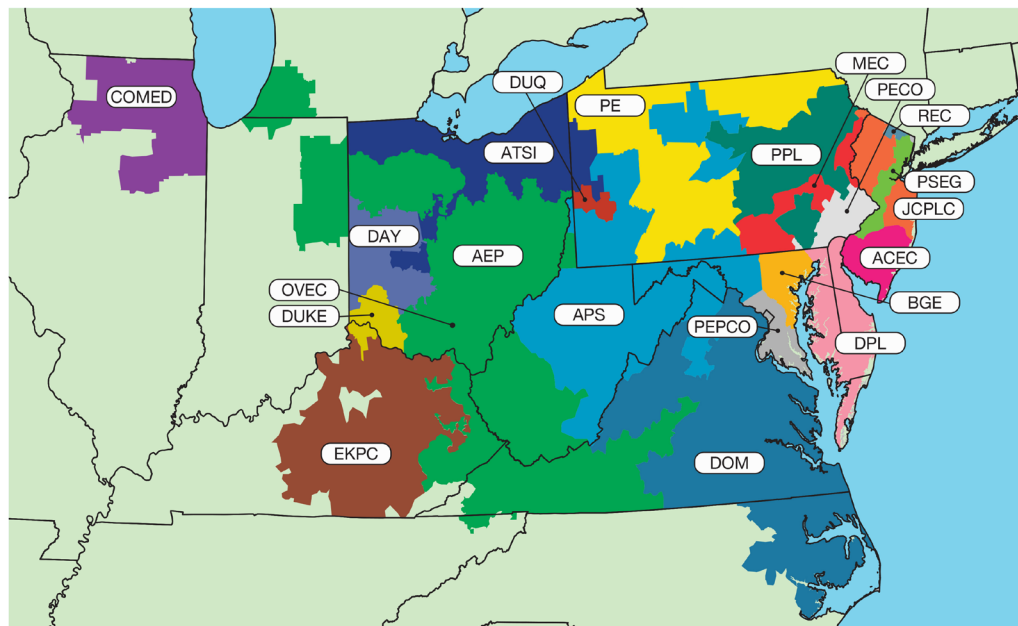 MEC
DUQ
PECO
COMED
PE
REC
ATSI
PPL
PSEG
JCPLC
DAY
AEP
ACEC
OVEC
BGE
DUKE
APS
PEPCO
DPL
EKPC
DOM